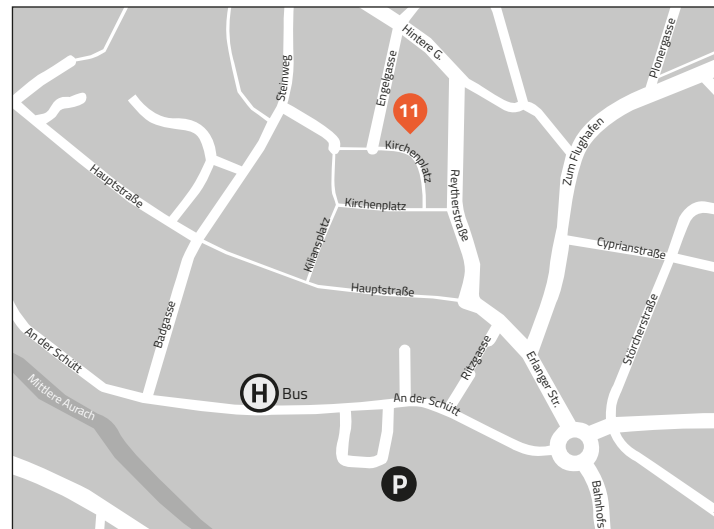 Hintere G.
Plonergasse
Steinweg
Engelgasse
11
Zum Flughafen
Kirchenplatz
Hauptstraße
Reytherstraße
Kirchenplatz
Kiliansplatz
Cyprianstraße
Hauptstraße
Badgasse
Störcherstraße
An der Schütt
Ritzgasse
Erlanger Str.
Mittlere Aurach
H Bus
An der Schütt
P
Bahnhofs